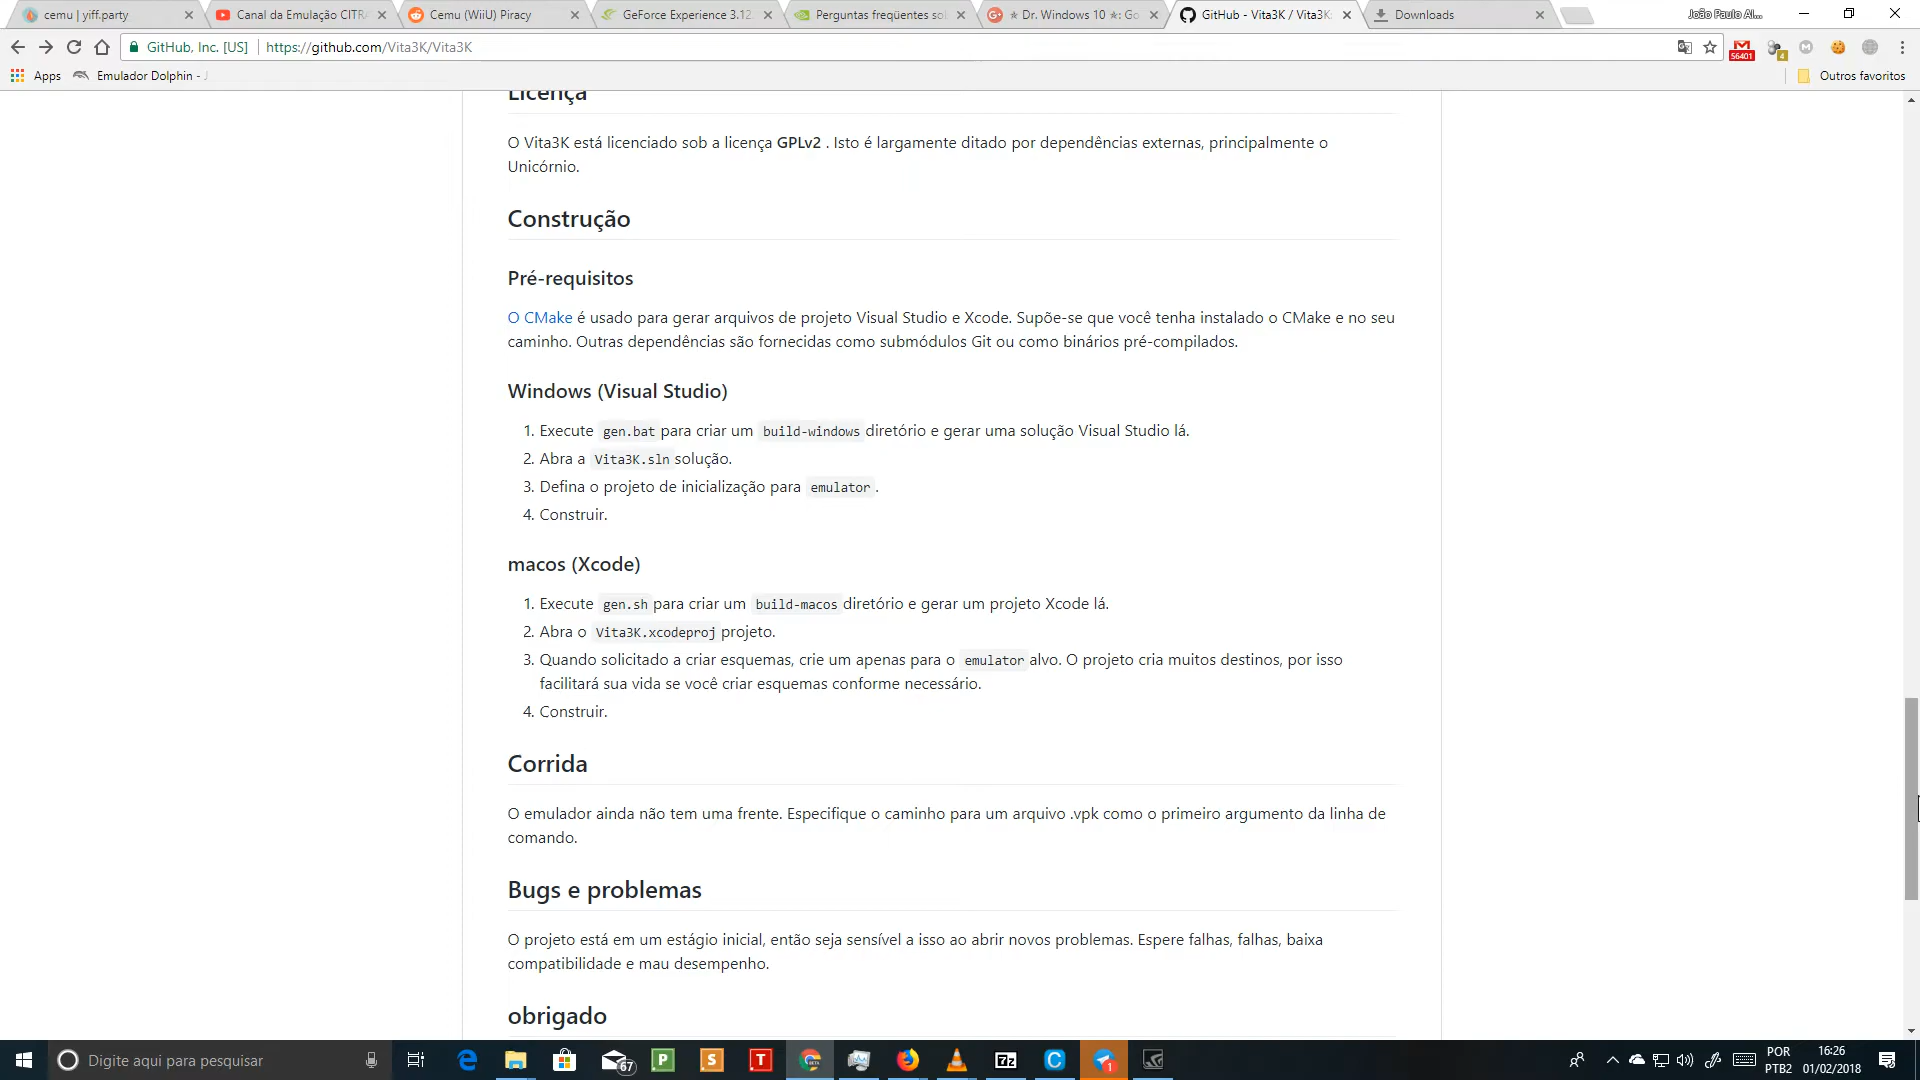 cemu | yiff.party
Canal da Emulação CITRA
Cemu (WiiU) Piracy
GeForce Experience 3.12.
Perguntas freqüentes so
★ Dr. Windows 10 ★: Go
GitHub - Vita3K / Vita3K:
Downloads
João Paulo Al...
GitHub, Inc. [US]
https://github.com/Vita3K/Vita3K
56401
4
Apps
Emulador Dolphin -
Outros favoritos
Licença
O Vita3K está licenciado sob a licença GPLv2 . Isto é largamente ditado por dependências externas, principalmente o
Unicórnio.
Construção
Pré-requisitos
O CMake é usado para gerar arquivos de projeto Visual Studio e Xcode. Supõe-se que você tenha instalado o CMake e no seu
caminho. Outras dependências são fornecidas como submódulos Git ou como binários pré-compilados.
Windows (Visual Studio)
1. Execute gen.bat para criar um build-windows diretório e gerar uma solução Visual Studio lá.
2. Abra a Vita3K.sln solução.
3. Defina o projeto de inicialização para emulator .
4. Construir.
macos (Xcode)
1. Execute gen.sh para criar um build-macos diretório e gerar um projeto Xcode lá.
2. Abra o Vita3K.xcodeproj projeto.
3. Quando solicitado a criar esquemas, crie um apenas para o emulator alvo. O projeto cria muitos destinos, por isso
facilitará sua vida se você criar esquemas conforme necessário.
4. Construir.
Corrida
O emulador ainda não tem uma frente. Especifique o caminho para um arquivo .vpk como o primeiro argumento da linha de
comando.
Bugs e problemas
O projeto está em um estágio inicial, então seja sensível a isso ao abrir novos problemas. Espere falhas, falhas, baixa
compatibilidade e mau desempenho.
obrigado
Digite aqui para pesquisar
67
P
S
T
BETA
7z
C
1
POR
PTB2
16:26
01/02/2018